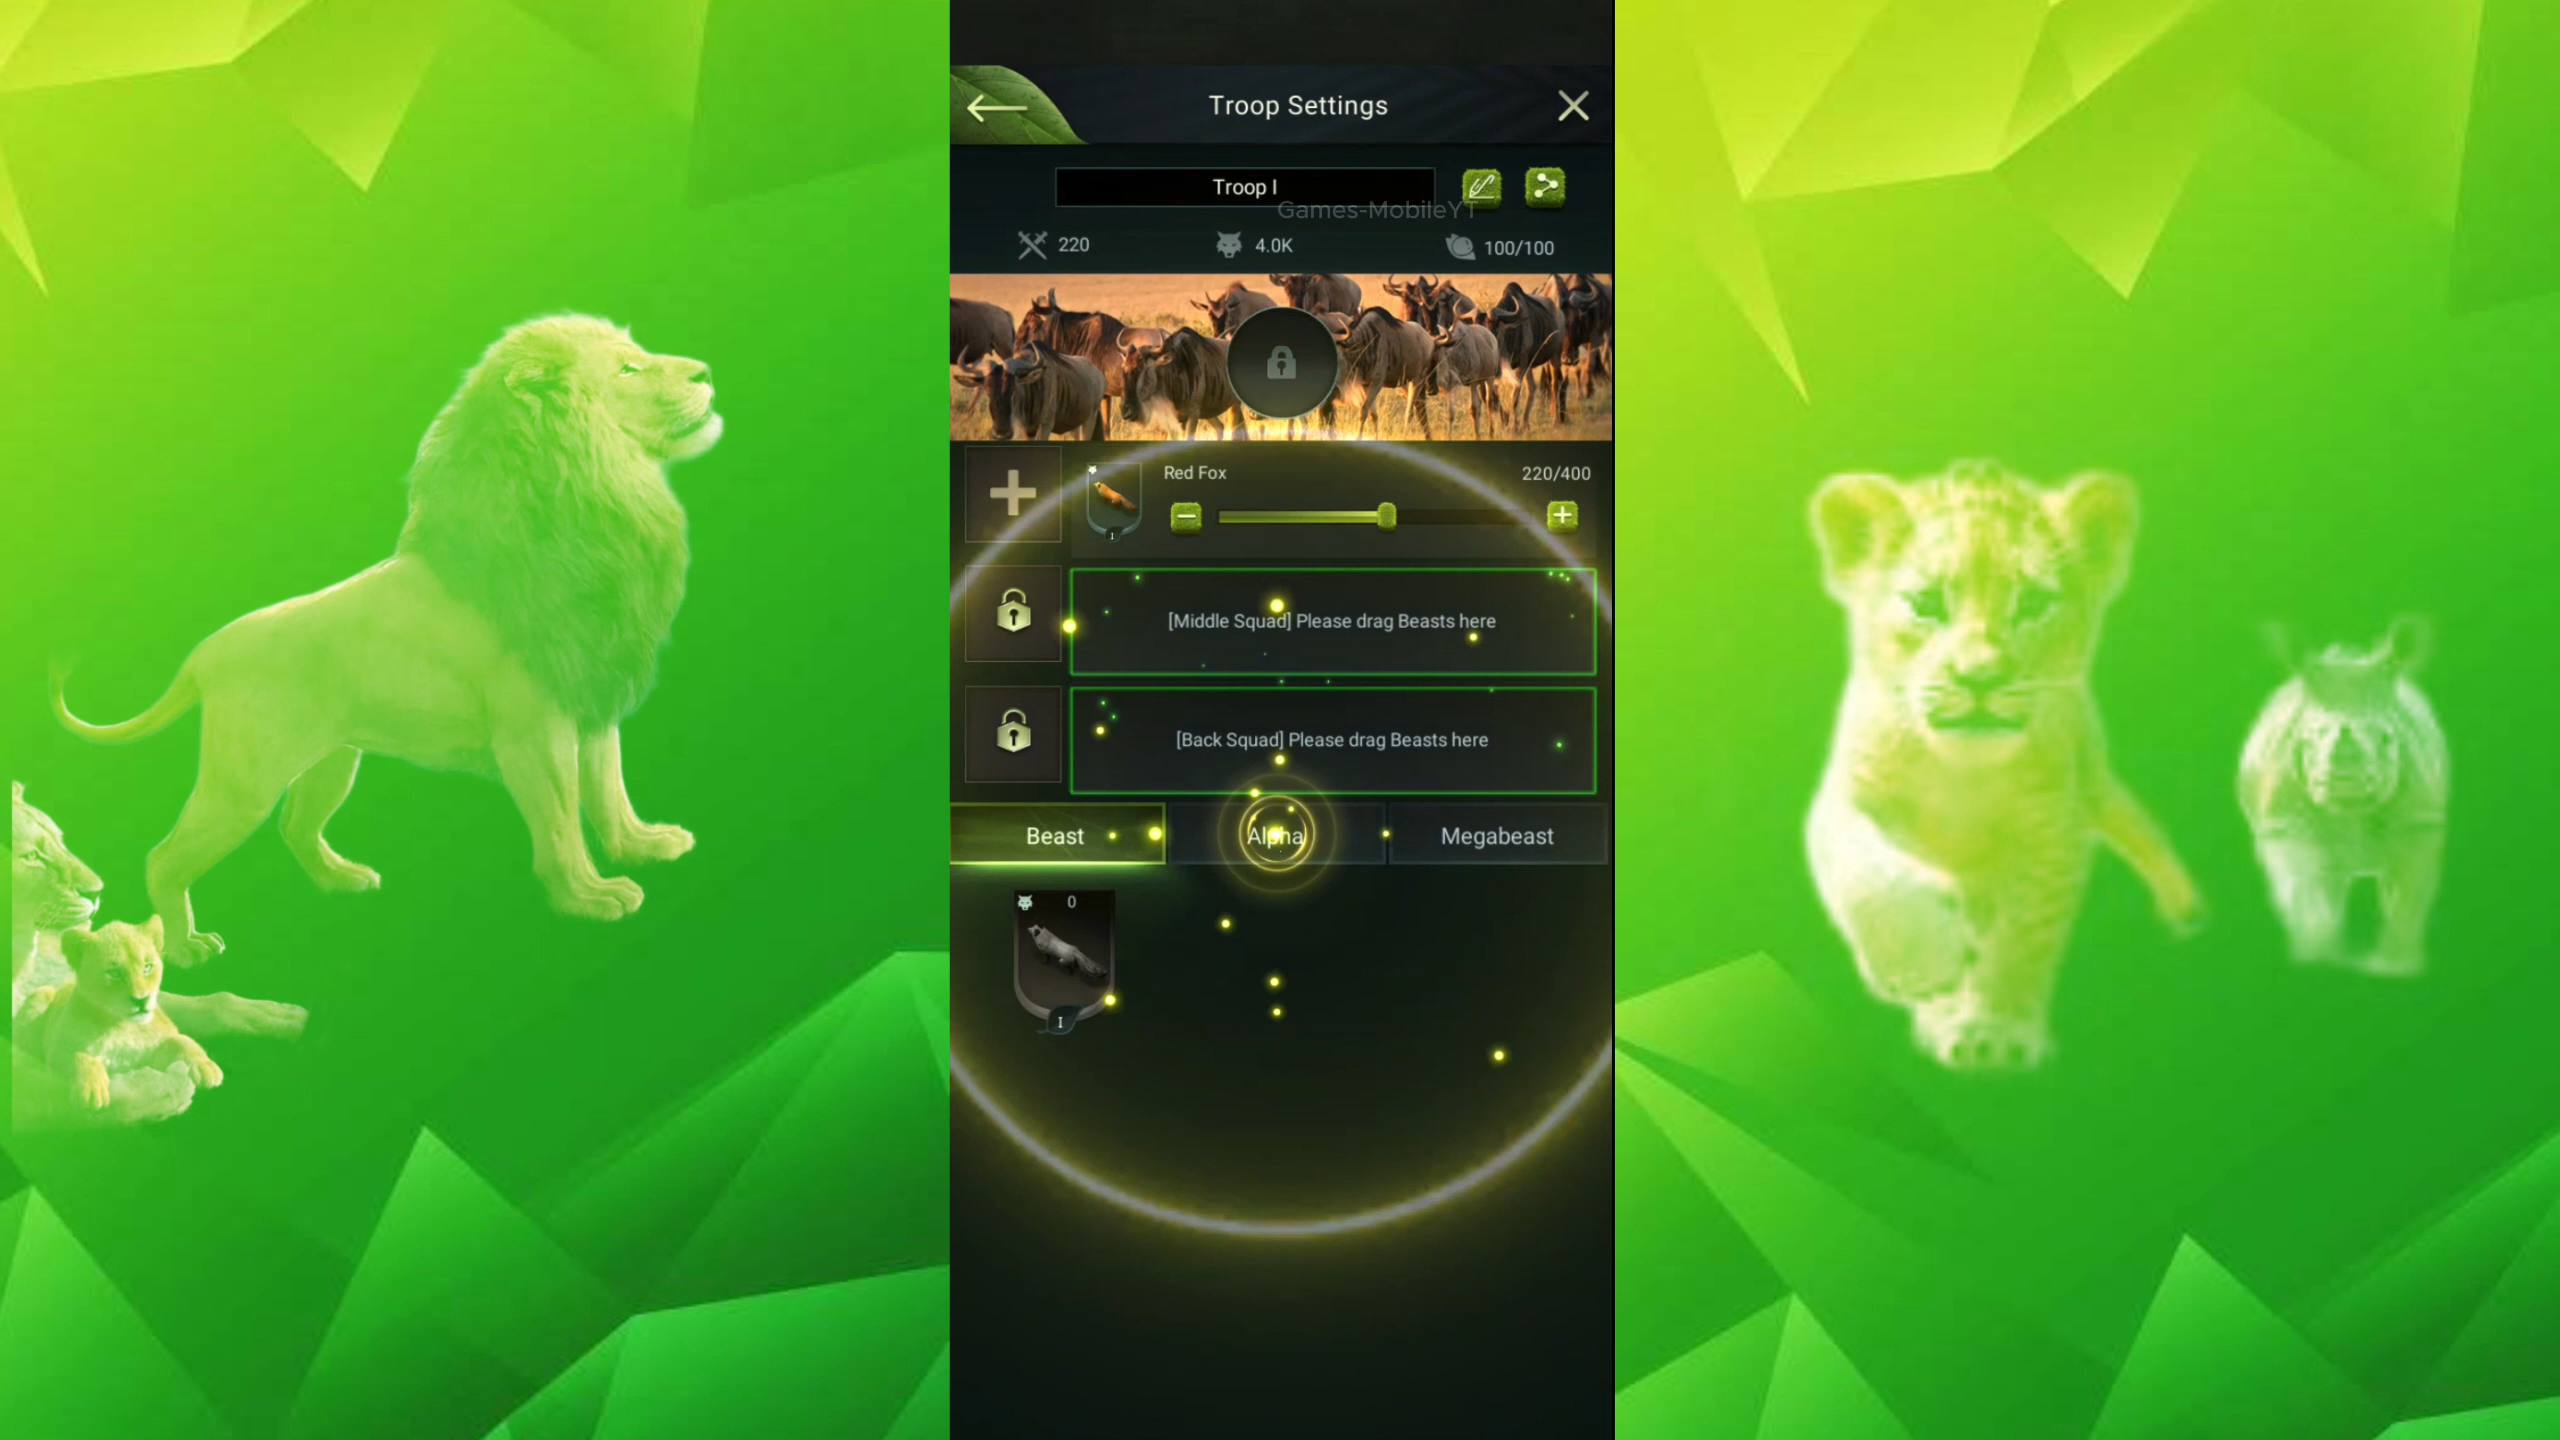 Troop Settings
Troop I
Games-MobileYT
220
4.0K
100/100
Red Fox
220/400
I
[Middle Squad] Please drag Beasts here
[Back Squad] Please drag Beasts here
Beast
Alpha
Megabeast
0
I